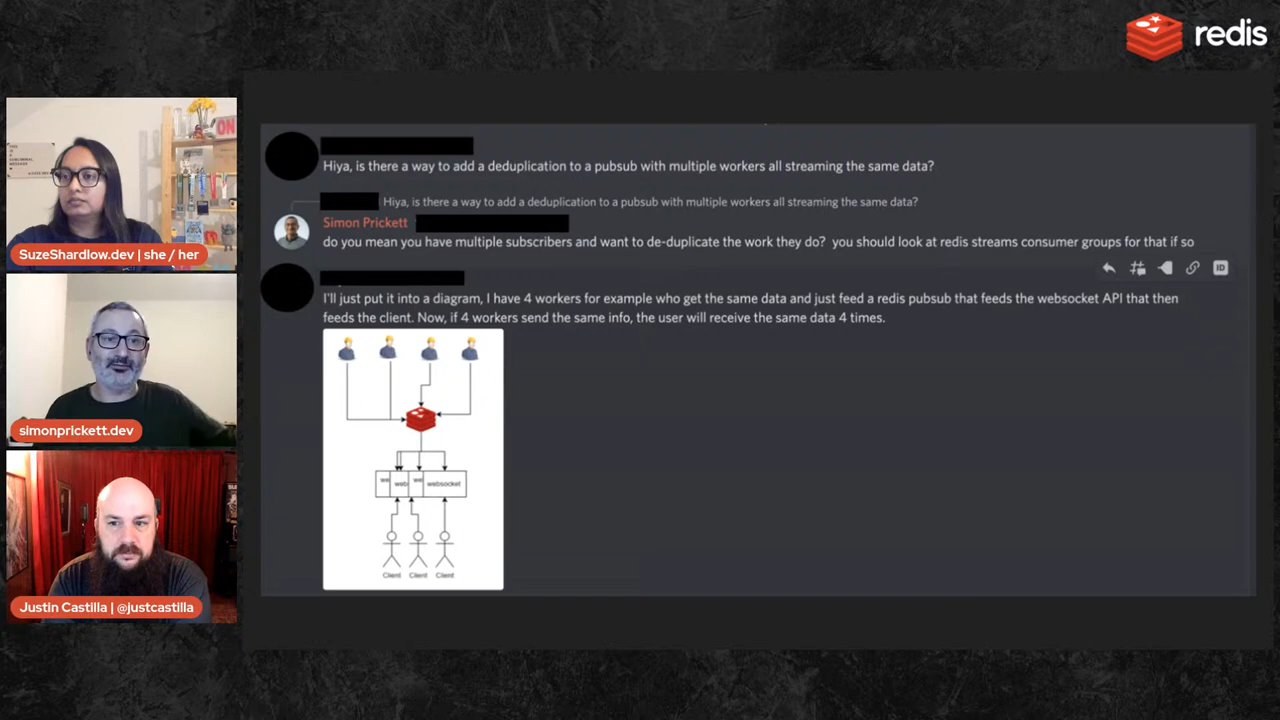 redis
ON
SuzeShardlow.dev | she / her
simonprickett.dev
Justin Castilla | @justcastilla
Hiya, is there a way to add a deduplication to a pubsub with multiple workers all streaming the same data?
Hiya, is there a way to add a deduplication to a pubsub with multiple workers all streaming the same data?
Simon Prickett
do you mean you have multiple subscribers and want to de-duplicate the work they do? you should look at redis streams consumer groups for that if so
ID
I'll just put it into a diagram, I have 4 workers for example who get the same data and just feed a redis pubsub that feeds the websocket API that then
feeds the client. Now, if 4 workers send the same info, the user will receive the same data 4 times.
we web we websocket
Client Client Client